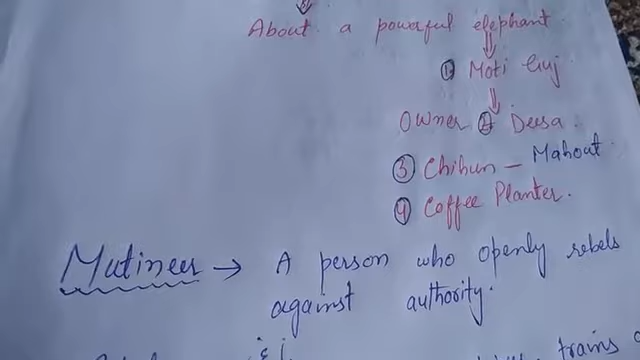 About a powerful elephant
① Moti Guj
Owner ② Deesa.
③ Chihun - Mahout
④ Coffee Planter.
Mutineer → A person who openly rebels
against authority.
trains